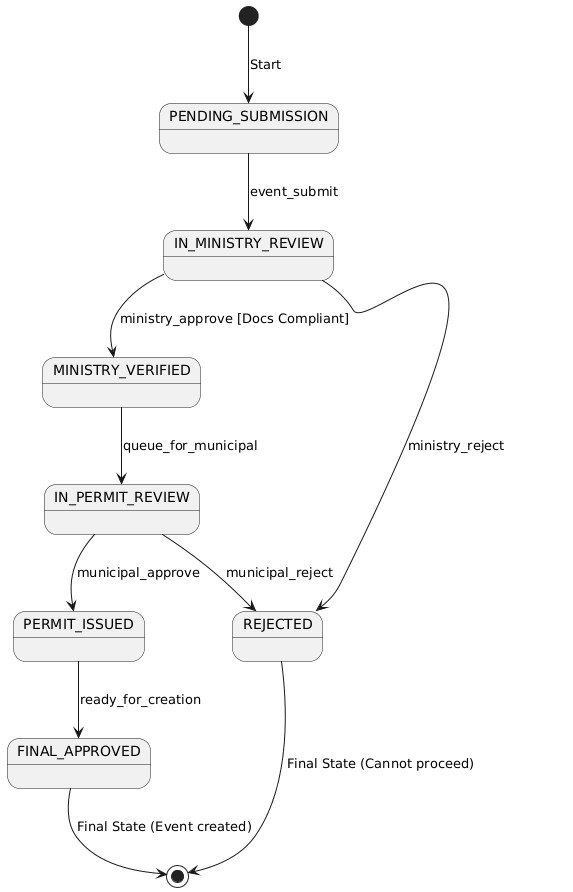 Start
PENDING_SUBMISSION
event_submit
IN_MINISTRY_REVIEW
ministry_approve [Docs Compliant]
MINISTRY_VERIFIED
queue_for_municipal
ministry_reject
IN_PERMIT_REVIEW
municipal_approve
municipal_reject
PERMIT_ISSUED
REJECTED
ready_for_creation
FINAL_APPROVED
Final State (Cannot proceed)
Final State (Event created)